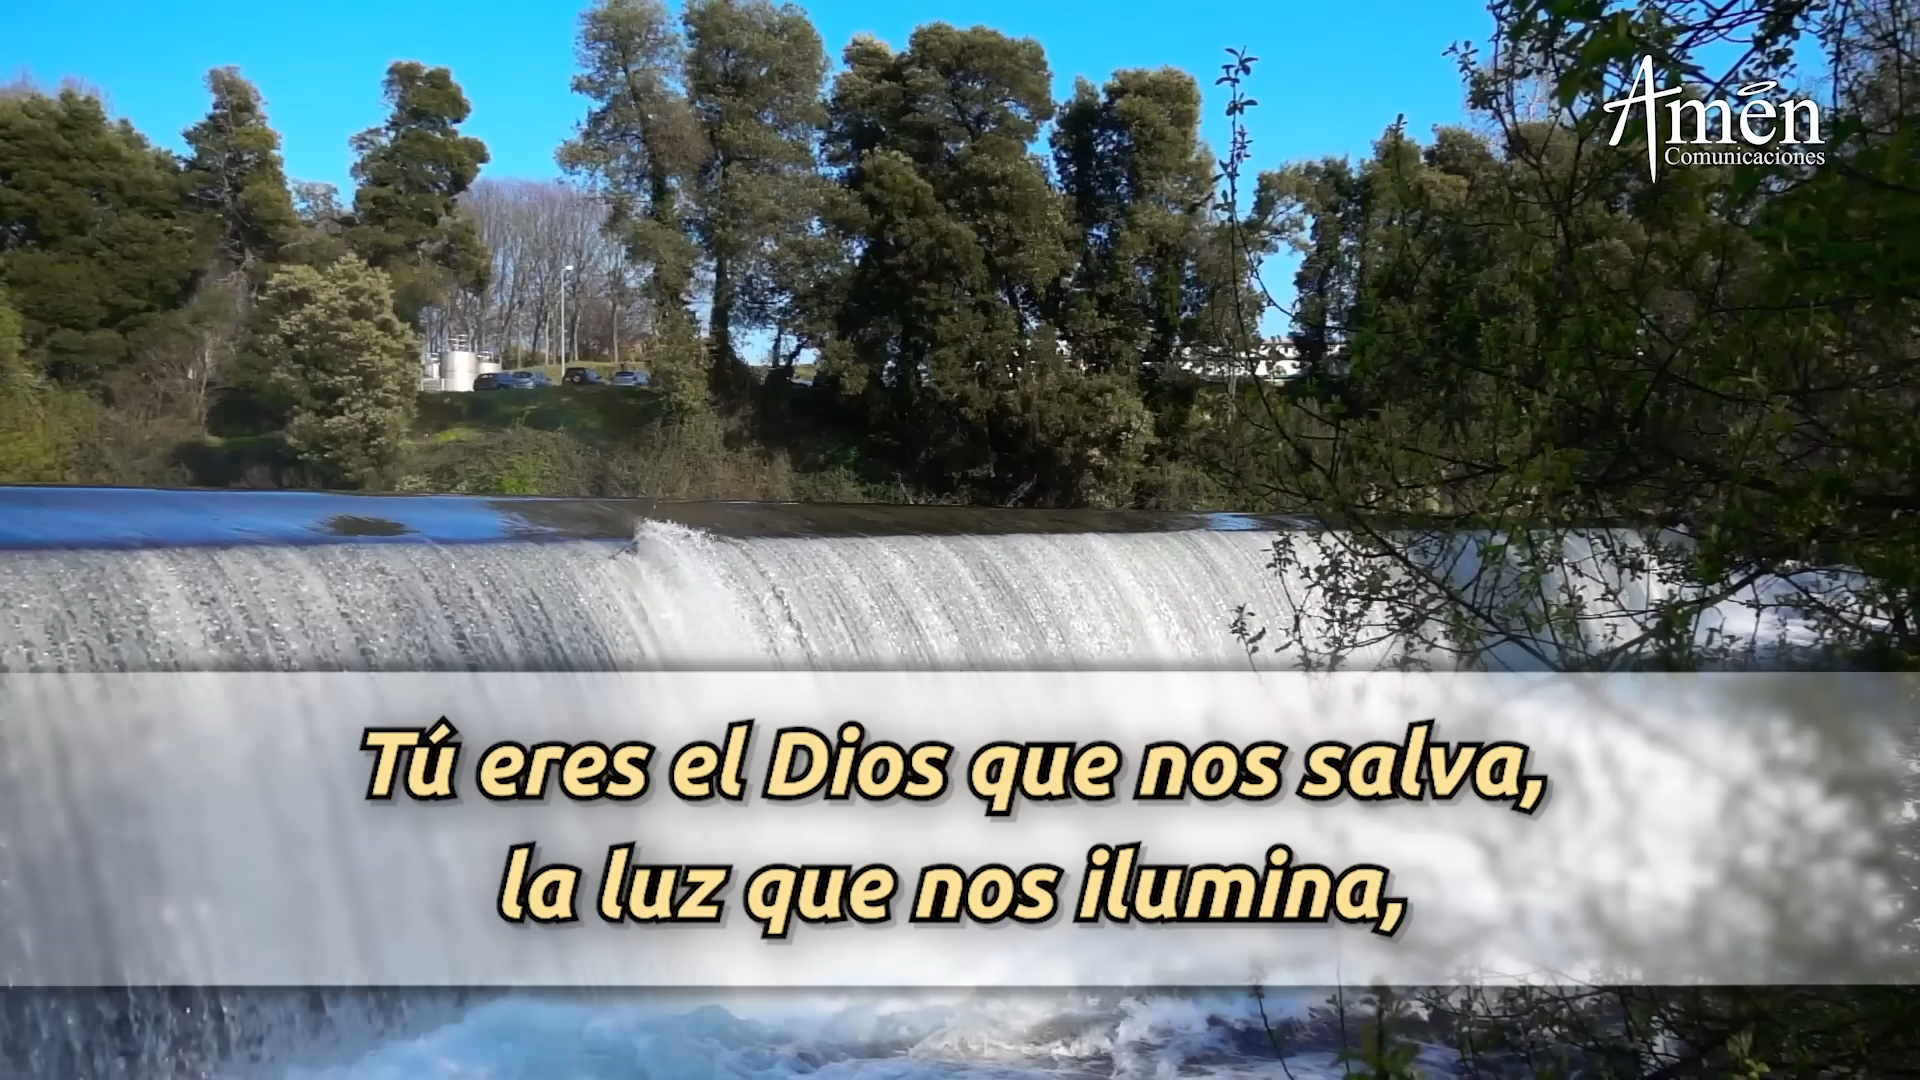 Amén
Comunicaciones
Tú eres el Dios que nos salva,
la luz que nos ilumina,